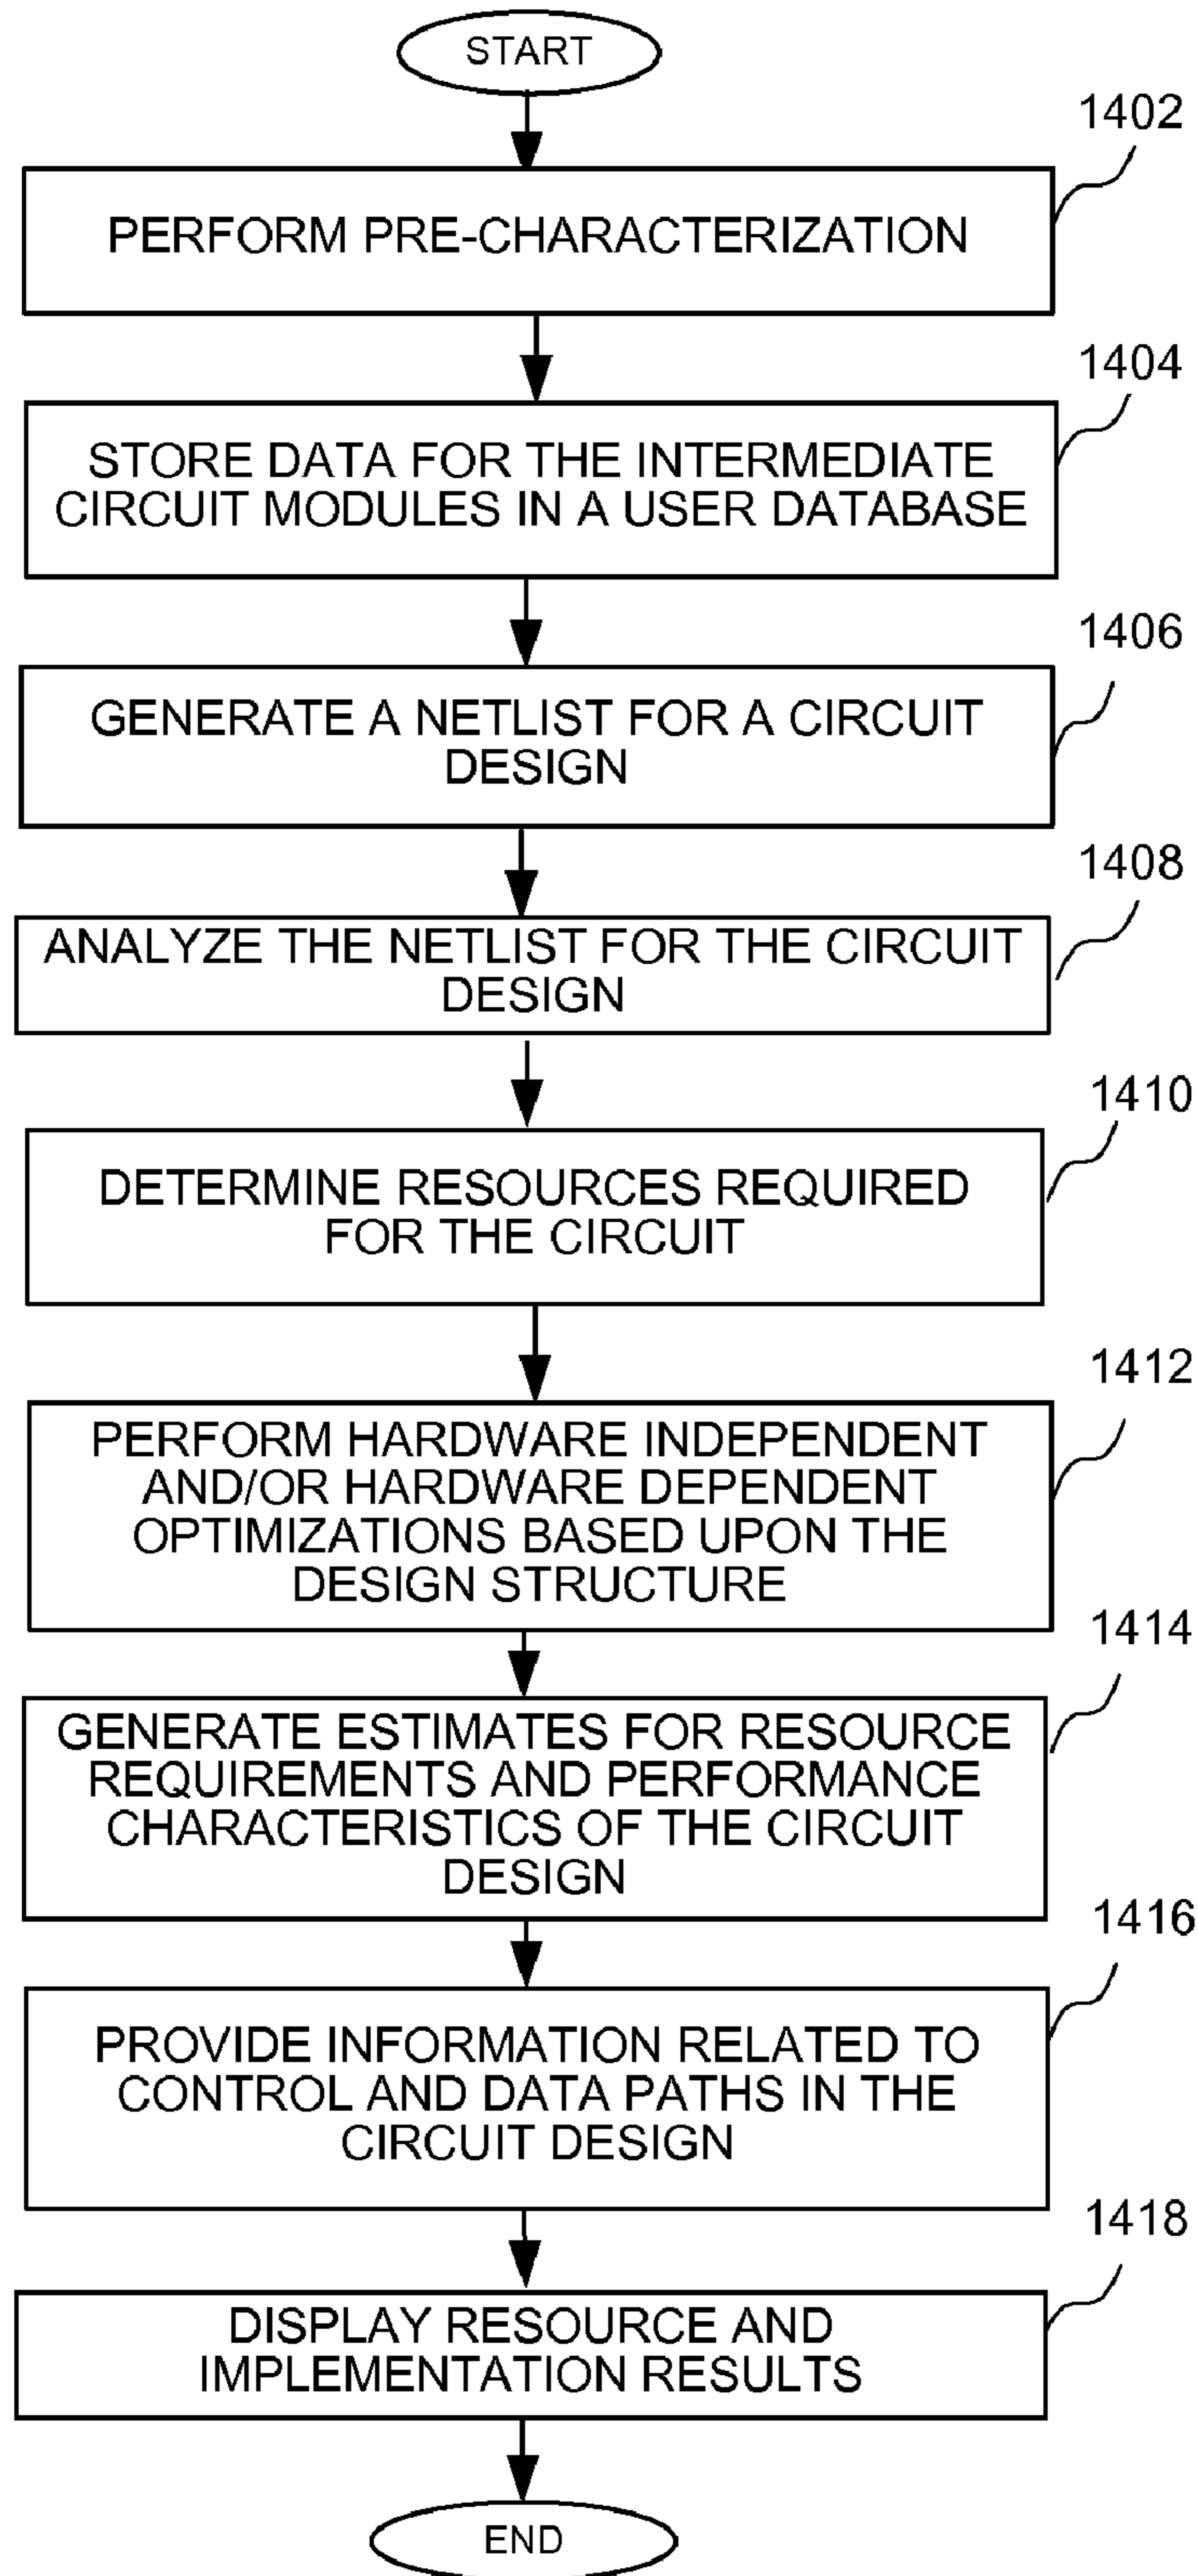 START
1402
PERFORM PRE-CHARACTERIZATION
1404
STORE DATA FOR THE INTERMEDIATE
CIRCUIT MODULES IN A USER DATABASE
1406
GENERATE A NETLIST FOR A CIRCUIT
DESIGN
1408
ANALYZE THE NETLIST FOR THE CIRCUIT
DESIGN
1410
DETERMINE RESOURCES REQUIRED
FOR THE CIRCUIT
1412
PERFORM HARDWARE INDEPENDENT
AND/OR HARDWARE DEPENDENT
OPTIMIZATIONS BASED UPON THE
DESIGN STRUCTURE
1414
GENERATE ESTIMATES FOR RESOURCE
REQUIREMENTS AND PERFORMANCE
CHARACTERISTICS OF THE CIRCUIT
DESIGN
1416
PROVIDE INFORMATION RELATED TO
CONTROL AND DATA PATHS IN THE
CIRCUIT DESIGN
1418
DISPLAY RESOURCE AND
IMPLEMENTATION RESULTS
END